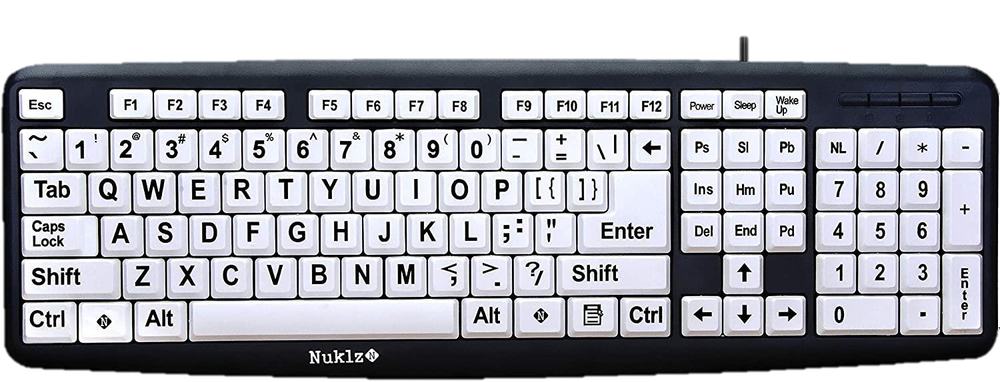 Esc F1 F2 F3 F4 F5 F6 F7 F8 F9 F10 F11 F12 Power Sleep Wake Up
~ ` 1 ! 2 @ 3 # 4 $ 5 % 6 ^ 7 & 8 * 9 ( 0 ) — - + = \ | ← Ps Sl Pb NL / * -
Tab Q W E R T Y U I O P [ { ] } Ins Hm Pu 7 8 9 +
Caps Lock A S D F G H J K L ; : ' " Enter Del End Pd 4 5 6
Shift Z X C V B N M < , > . ? / Shift ↑ 1 2 3 Enter
Ctrl N Alt Alt N Ctrl ← ↓ → 0 .
Nuklz N